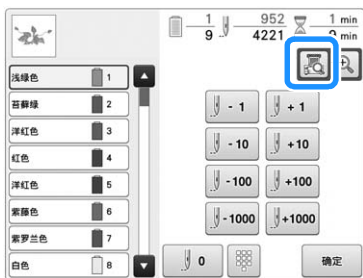 1 952 1 min
9 4221 9 min
浅绿色 1
苔藓绿 2
洋红色 3
红色 4
洋红色 5
紫藤色 6
紫罗兰色 7
白色 8
- 1 + 1
- 10 +10
- 100 +100
- 1000 +1000
0
确定